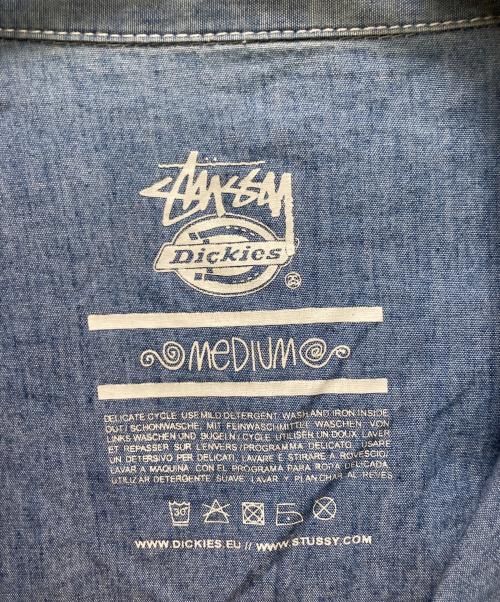 Stüssy
Dickies
MEDIUM
DELICATE CYCLE USE MILD DETERGENT WASH AND IRON INSIDE
OUT / SCHONWASCHE, MIT FEINWASCHMITTEL WASCHEN, VON
LINKS WASCHEN UND BUGELN / CYCLE UTILISER UN DOUX, LAVER
ET REPASSER SUR L'ENVERS / PROGRAMMA DELICATO, USARE
UN DETERSIVO PER DELICATI, LAVARE E STIRARE A ROVESCIO /
LAVAR A MAQUINA CON EL PROGRAMA PARA ROPA DELICADA,
UTILIZAR DETERGENTE SUAVE, LAVAR Y PLANCHAR AL REVES
30°
WWW.DICKIES.EU // WWW.STUSSY.COM